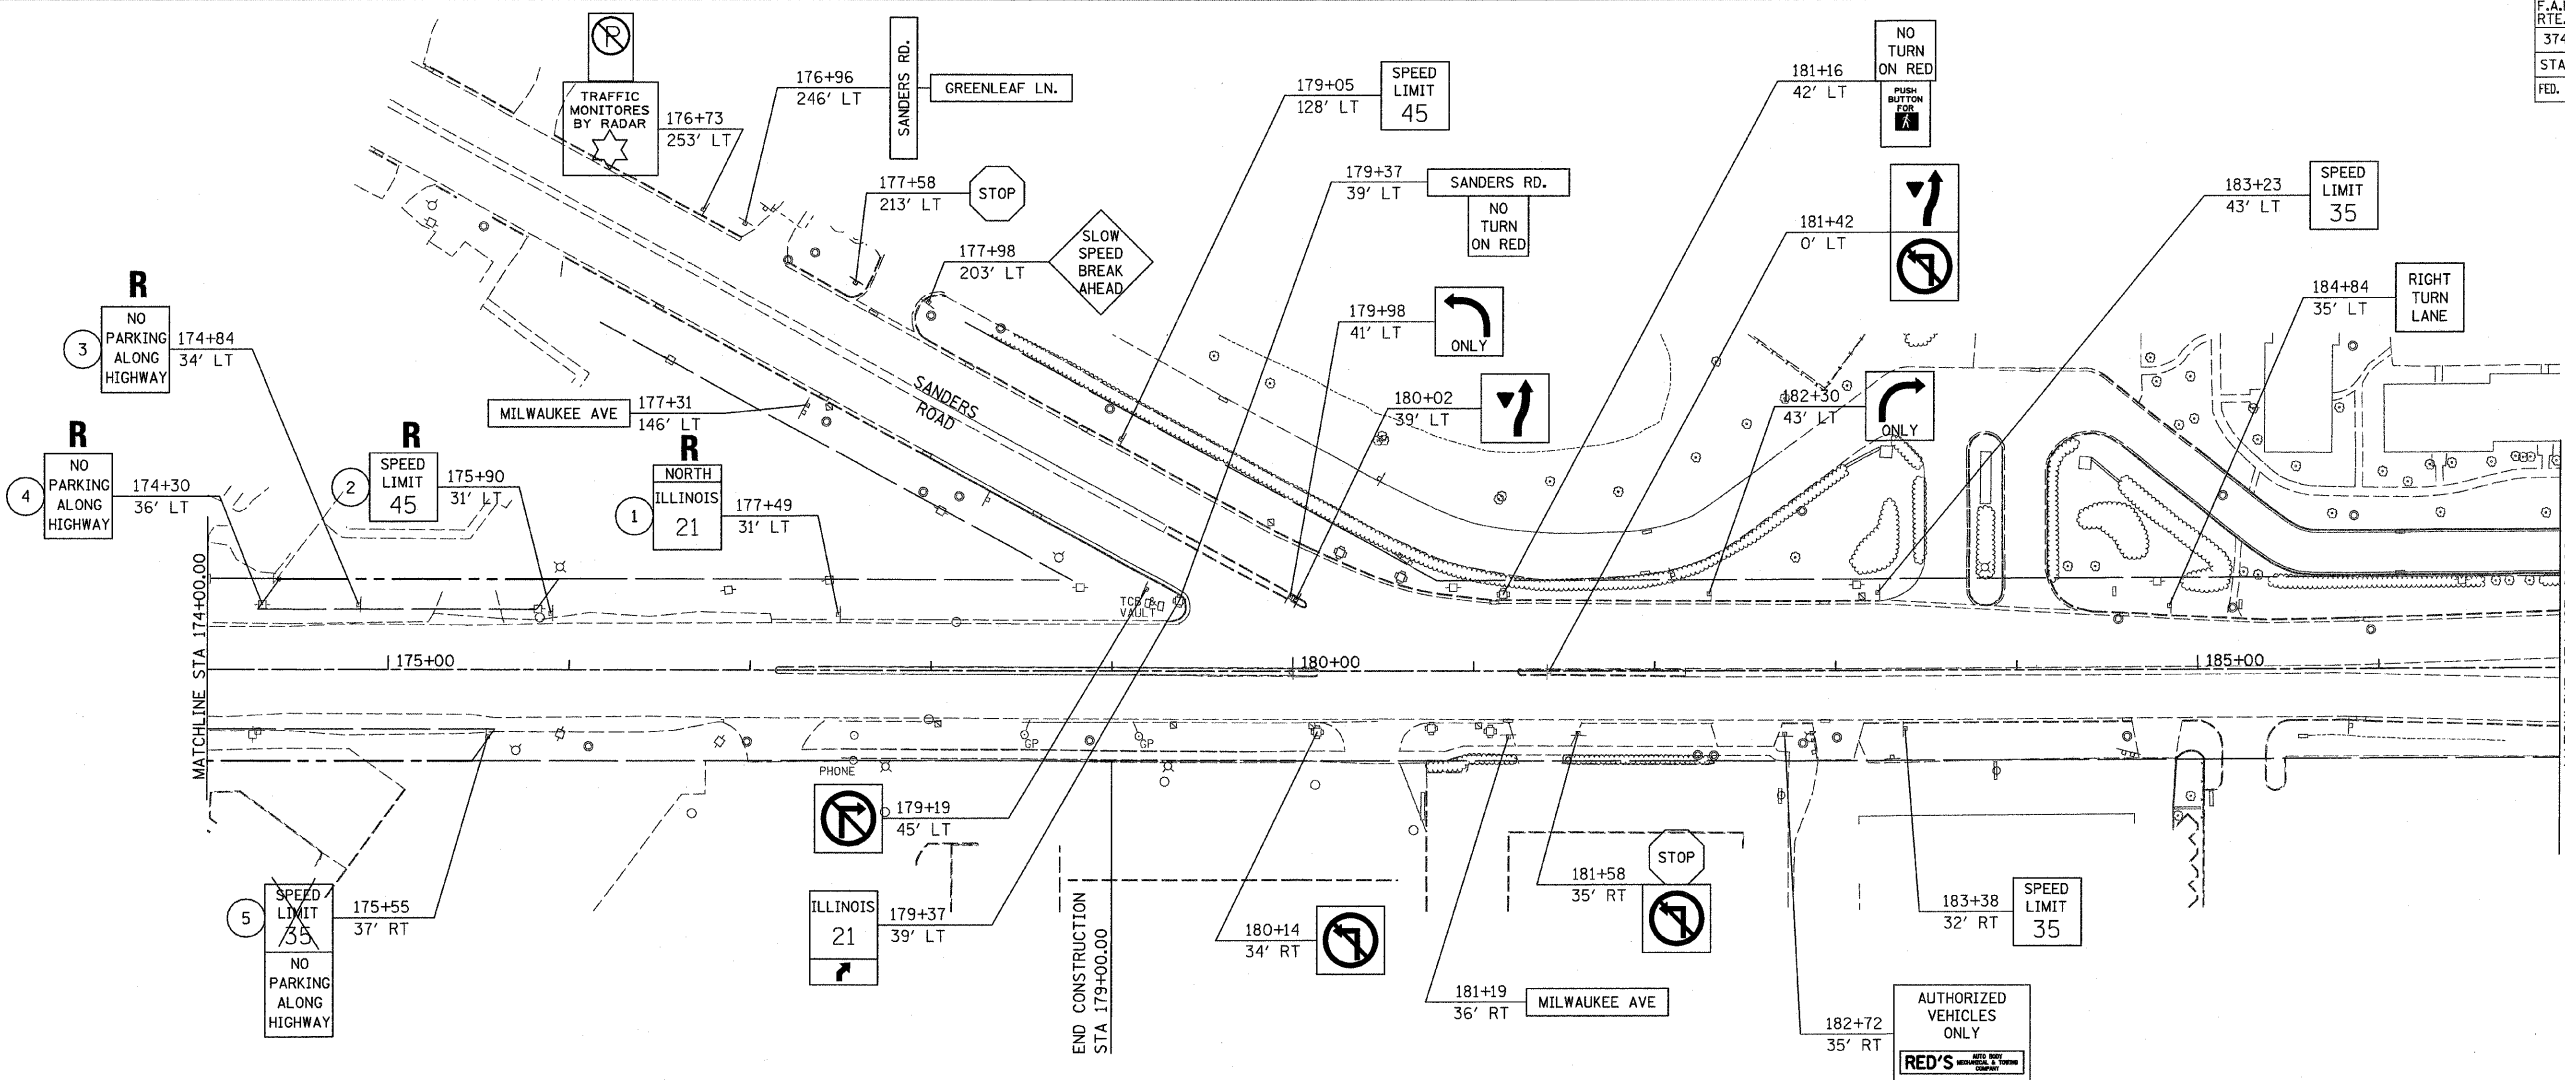 F.A.
RTE.
374
STA
FED.
TRAFFIC
MONITORES
BY RADAR
176+73
253' LT
176+96
246' LT
SANDERS RD.
GREENLEAF LN.
177+58
213' LT
STOP
177+98
203' LT
SLOW
SPEED
BREAK
AHEAD
179+05
128' LT
SPEED
LIMIT
45
179+37
39' LT
SANDERS RD.
NO
TURN
ON RED
179+98
41' LT
ONLY
180+02
39' LT
181+16
42' LT
NO
TURN
ON RED
PUSH
BUTTON
FOR
181+42
0' LT
182+30
43' LT
ONLY
183+23
43' LT
SPEED
LIMIT
35
184+84
35' LT
RIGHT
TURN
LANE
R
3
NO
PARKING
ALONG
HIGHWAY
174+84
34' LT
R
4
NO
PARKING
ALONG
HIGHWAY
174+30
36' LT
R
2
SPEED
LIMIT
45
175+90
31' LT
MILWAUKEE AVE
177+31
146' LT
R
1
NORTH
ILLINOIS
21
177+49
31' LT
SANDERS
ROAD
TCB &
VAULT
MATCHLINE STA 174+00.00
175+00
180+00
185+00
GP
GP
PHONE
179+19
45' LT
ILLINOIS
21
179+37
39' LT
5
SPEED
LIMIT
35
NO
PARKING
ALONG
HIGHWAY
175+55
37' RT
END CONSTRUCTION
STA 179+00.00
180+14
34' RT
181+58
35' RT
STOP
181+19
36' RT
MILWAUKEE AVE
183+38
32' RT
SPEED
LIMIT
35
182+72
35' RT
AUTHORIZED
VEHICLES
ONLY
RED'S
AUTO BODY
MECHANICAL & TOWING
COMPANY